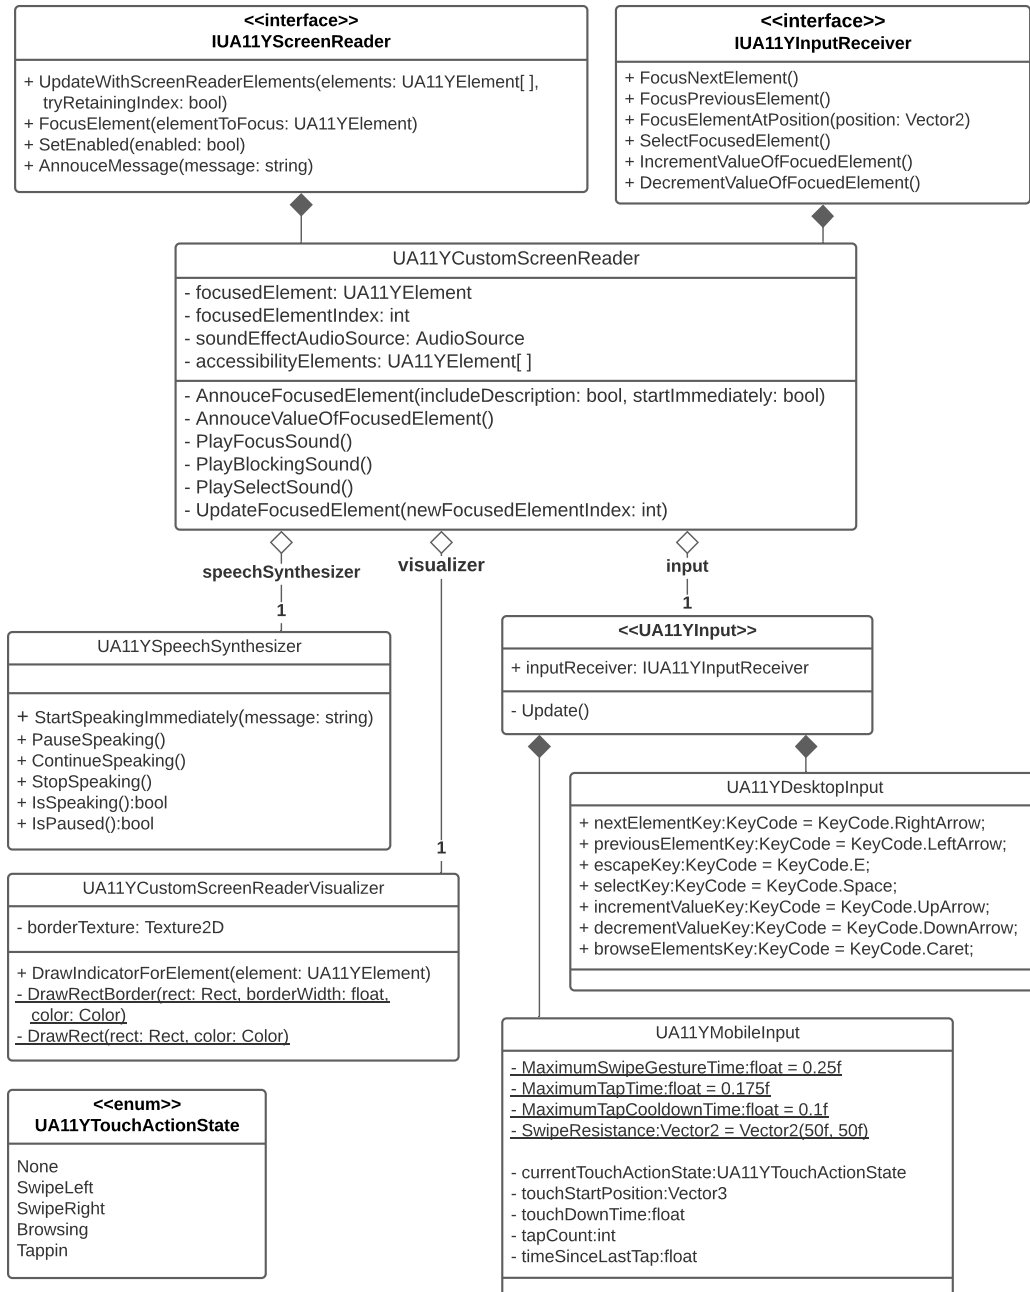 <<interface>>
IUA11YScreenReader
+ UpdateWithScreenReaderElements(elements: UA11YElement[ ],
tryRetainingIndex: bool)
+ FocusElement(elementToFocus: UA11YElement)
+ SetEnabled(enabled: bool)
+ AnnouceMessage(message: string)
<<interface>>
IUA11YInputReceiver
+ FocusNextElement()
+ FocusPreviousElement()
+ FocusElementAtPosition(position: Vector2)
+ SelectFocusedElement()
+ IncrementValueOfFocuedElement()
+ DecrementValueOfFocuedElement()
UA11YCustomScreenReader
- focusedElement: UA11YElement
- focusedElementIndex: int
- soundEffectAudioSource: AudioSource
- accessibilityElements: UA11YElement[ ]
- AnnouceFocusedElement(includeDescription: bool, startImmediately: bool)
- AnnouceValueOfFocusedElement()
- PlayFocusSound()
- PlayBlockingSound()
- PlaySelectSound()
- UpdateFocusedElement(newFocusedElementIndex: int)
speechSynthesizer
1
visualizer
1
input
1
UA11YSpeechSynthesizer
+ StartSpeakingImmediately(message: string)
+ PauseSpeaking()
+ ContinueSpeaking()
+ StopSpeaking()
+ IsSpeaking():bool
+ IsPaused():bool
<<UA11YInput>>
+ inputReceiver: IUA11YInputReceiver
- Update()
UA11YDesktopInput
+ nextElementKey:KeyCode = KeyCode.RightArrow;
+ previousElementKey:KeyCode = KeyCode.LeftArrow;
+ escapeKey:KeyCode = KeyCode.E;
+ selectKey:KeyCode = KeyCode.Space;
+ incrementValueKey:KeyCode = KeyCode.UpArrow;
+ decrementValueKey:KeyCode = KeyCode.DownArrow;
+ browseElementsKey:KeyCode = KeyCode.Caret;
UA11YCustomScreenReaderVisualizer
- borderTexture: Texture2D
+ DrawIndicatorForElement(element: UA11YElement)
- DrawRectBorder(rect: Rect, borderWidth: float,
color: Color)
- DrawRect(rect: Rect, color: Color)
UA11YMobileInput
- MaximumSwipeGestureTime:float = 0.25f
- MaximumTapTime:float = 0.175f
- MaximumTapCooldownTime:float = 0.1f
- SwipeResistance:Vector2 = Vector2(50f, 50f)
- currentTouchActionState:UA11YTouchActionState
- touchStartPosition:Vector3
- touchDownTime:float
- tapCount:int
- timeSinceLastTap:float
<<enum>>
UA11YTouchActionState
None
SwipeLeft
SwipeRight
Browsing
Tappin